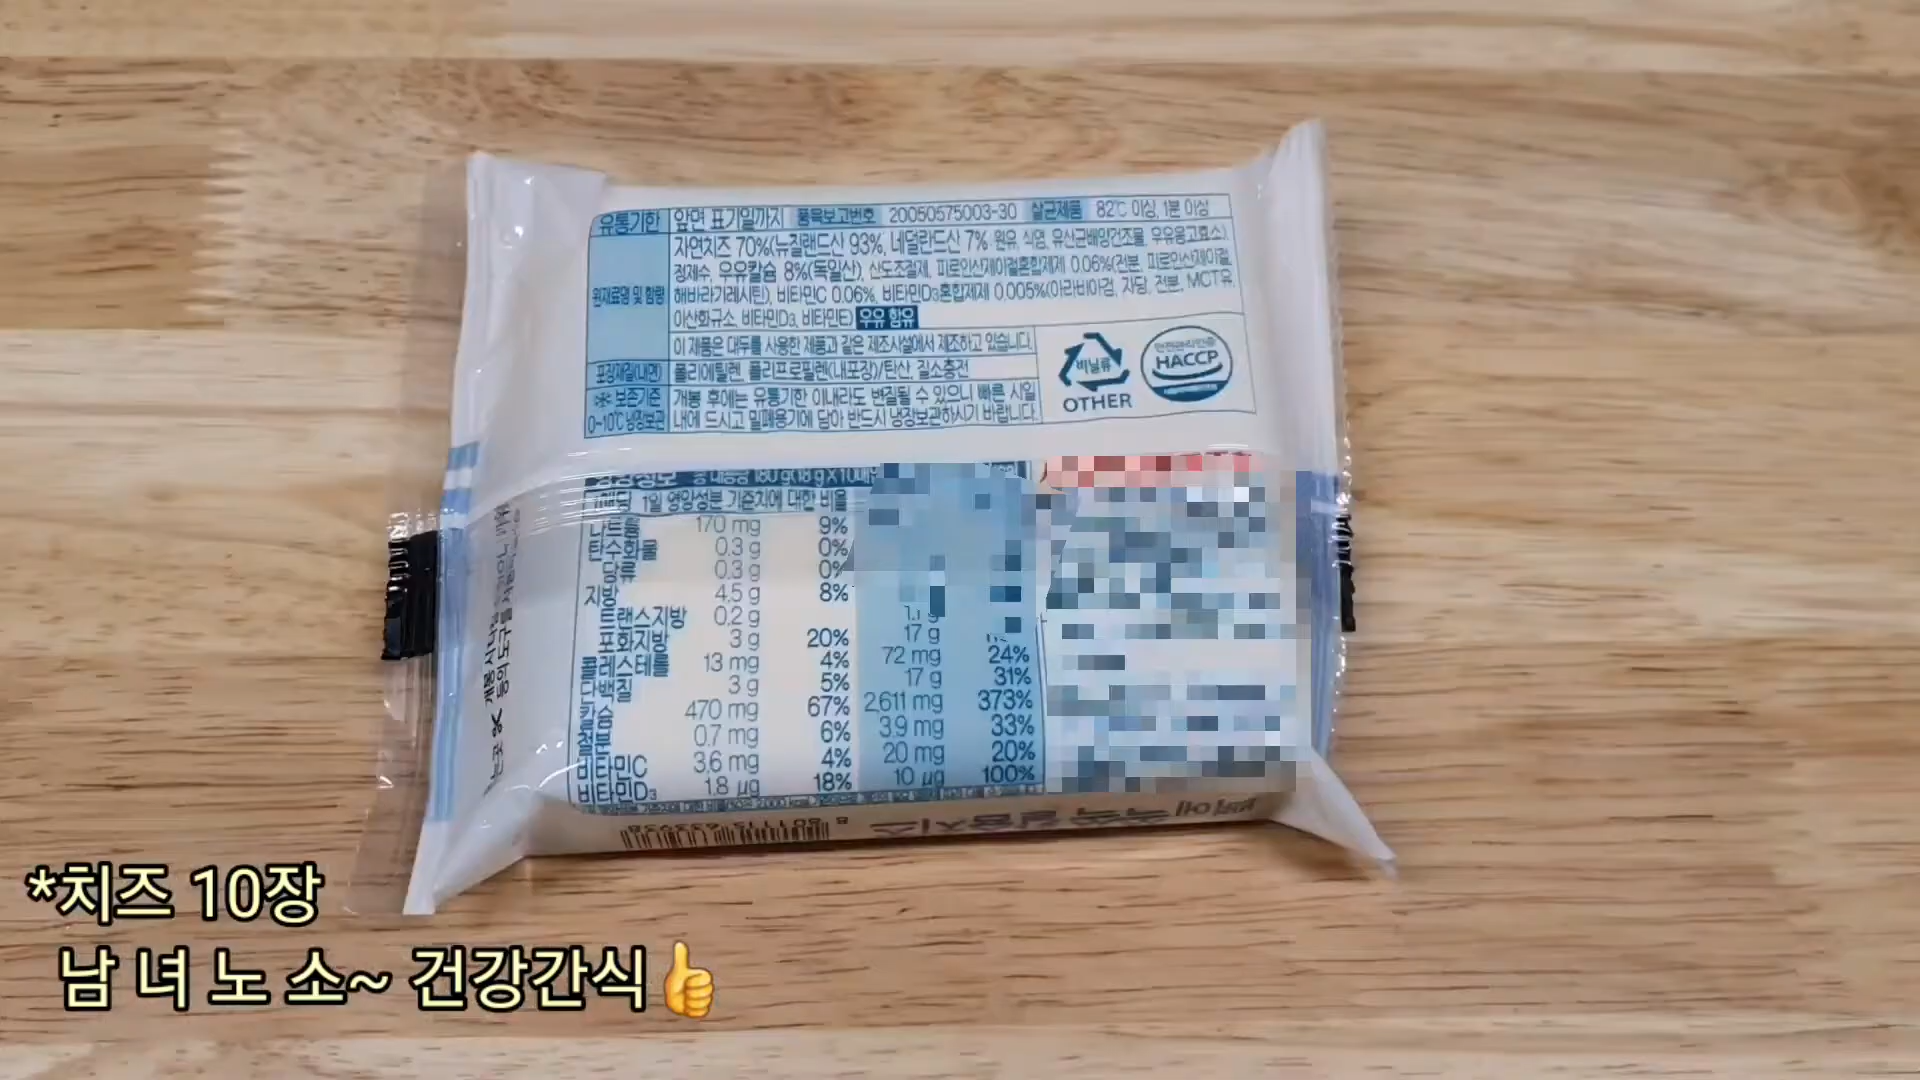 유통기한 앞면 표기일까지 품목보고번호 20050575003-30 살균제품 82℃ 이상, 1분 이상
원재료명 및 함량
자연치즈 70%(뉴질랜드산 93%, 네덜란드산 7% 원유, 식염, 유산균배양건조물, 우유응고효소),
정제수, 우유칼슘 8%(독일산), 산도조절제, 피로인산제이철혼합제제 0.06%(전분, 피로인산제이철,
해바라기레시틴), 비타민C 0.06%, 비타민D₃혼합제제 0.005%(아라비아검, 자당, 전분, MCT유,
이산화규소, 비타민D₃, 비타민E) 우유 함유
이 제품은 대두를 사용한 제품과 같은 제조시설에서 제조하고 있습니다.
포장재질(내면) 폴리에틸렌, 폴리프로필렌(내포장)/탄산, 질소충전
보존기준 0~10℃ 냉장보관
개봉 후에는 유통기한 이내라도 변질될 수 있으니 빠른 시일
내에 드시고 밀폐용기에 담아 반드시 냉장보관하시기 바랍니다.
비닐류
OTHER
HACCP
총 내용량 180 g(18 g X 10매
1매당 1일 영양성분 기준치에 대한 비율
나트륨 170 mg 9%
탄수화물 0.3 g 0%
당류 0.3 g 0%
지방 4.5 g 8%
트랜스지방 0.2 g
포화지방 3 g 20% 17 g
콜레스테롤 13 mg 4% 72 mg 24%
단백질 3 g 5% 17 g 31%
칼슘 470 mg 67% 2,611 mg 373%
철분 0.7 mg 6% 3.9 mg 33%
비타민C 3.6 mg 4% 20 mg 20%
비타민D₃ 1.8 μg 18% 10 μg 100%
*치즈 10장
남 녀 노 소~ 건강간식👍